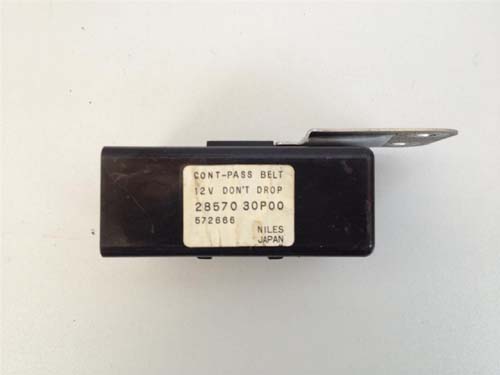 CONT-PASS BELT
12V DON'T DROP
28570 30P00
572666
NILES
JAPAN